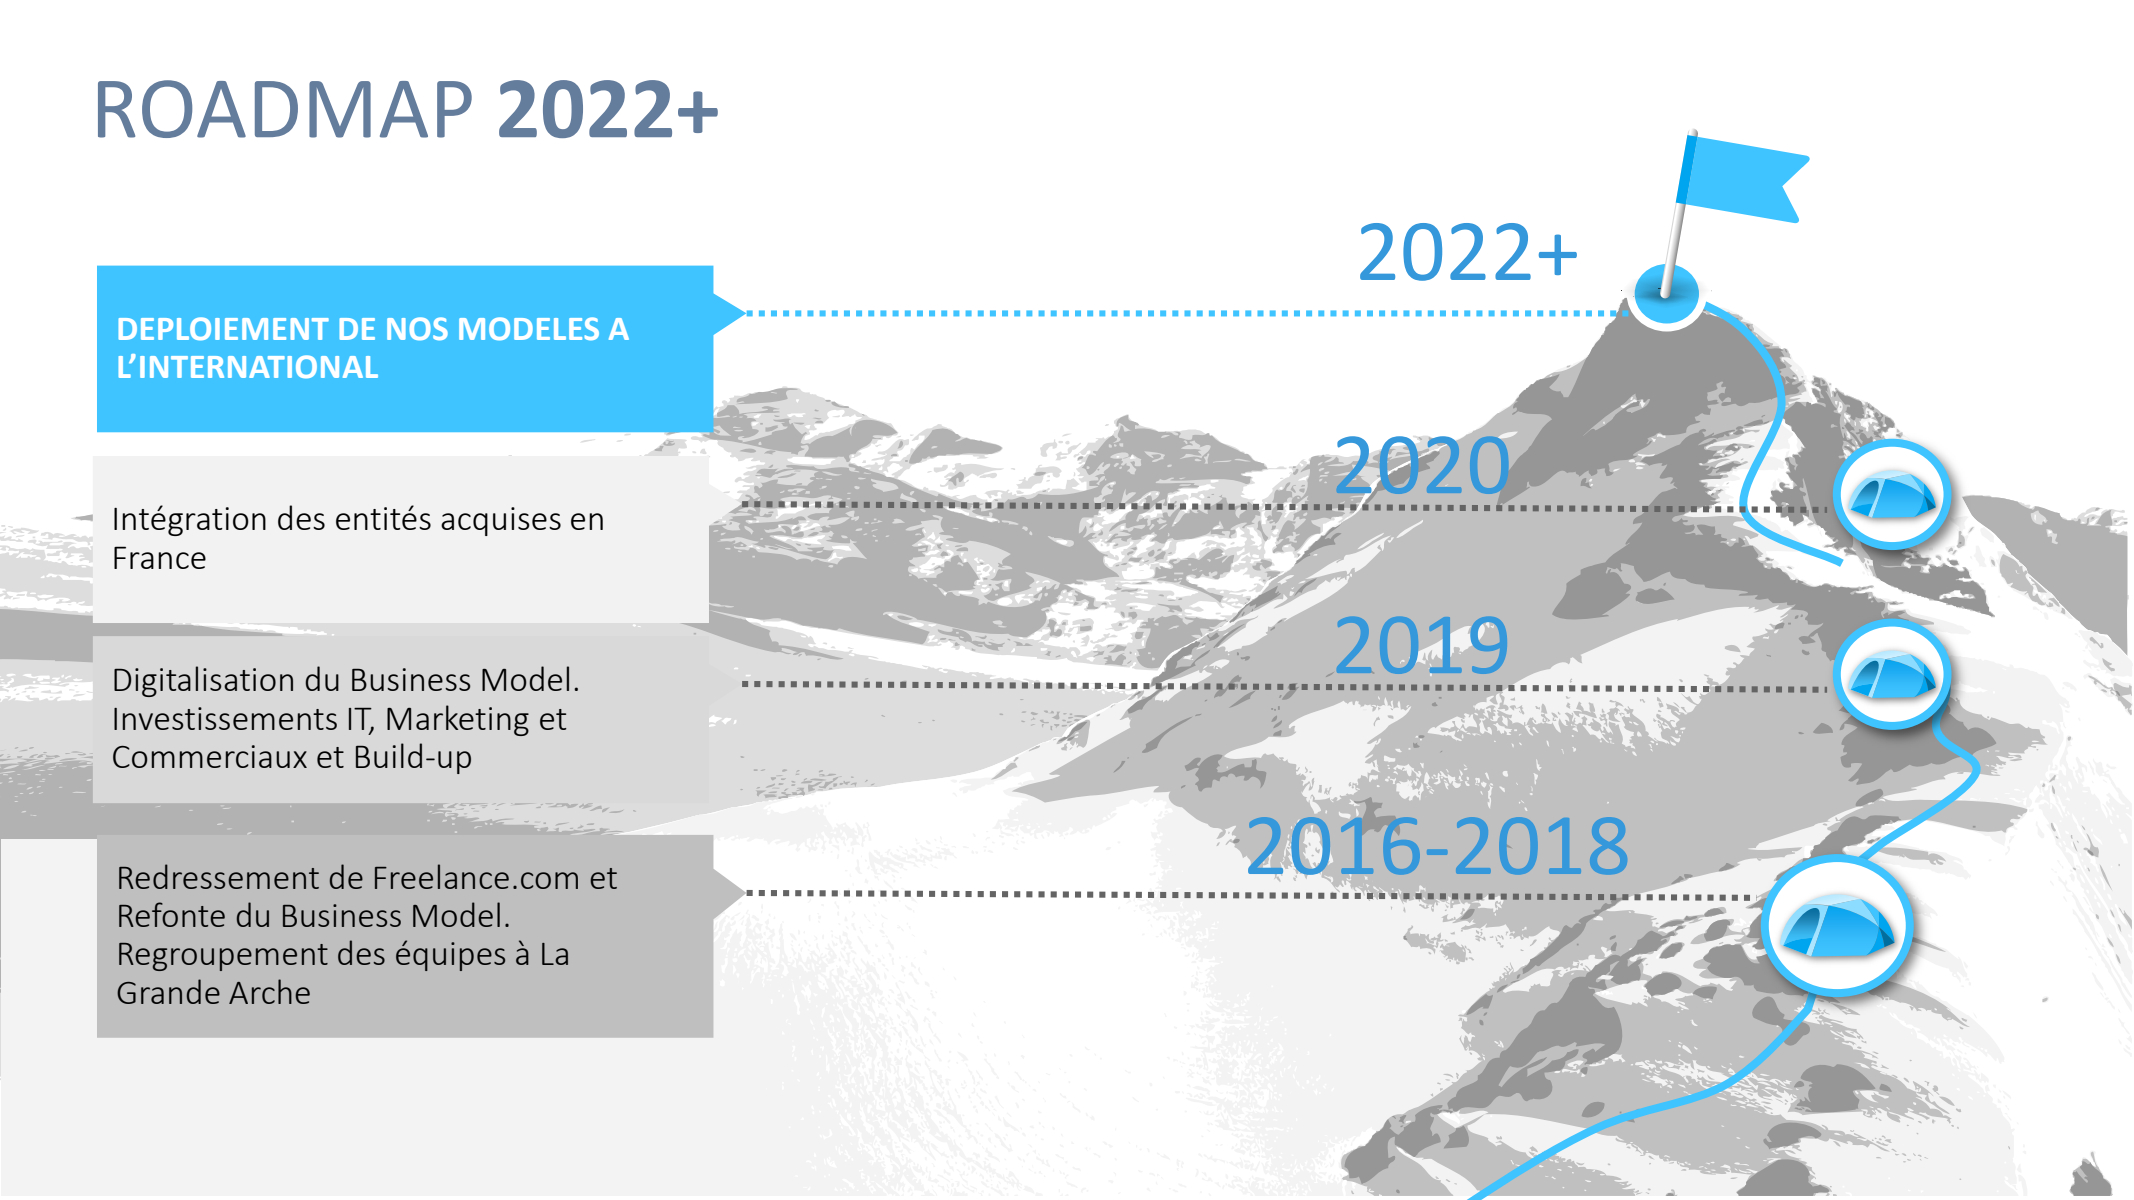 ROADMAP 2022+
2022+
DEPLOIEMENT DE NOS MODELES A
L’INTERNATIONAL
2020
Intégration des entités acquises en
France
2019
Digitalisation du Business Model.
Investissements IT, Marketing et
Commerciaux et Build-up
2016-2018
Redressement de Freelance.com et
Refonte du Business Model.
Regroupement des équipes à La
Grande Arche